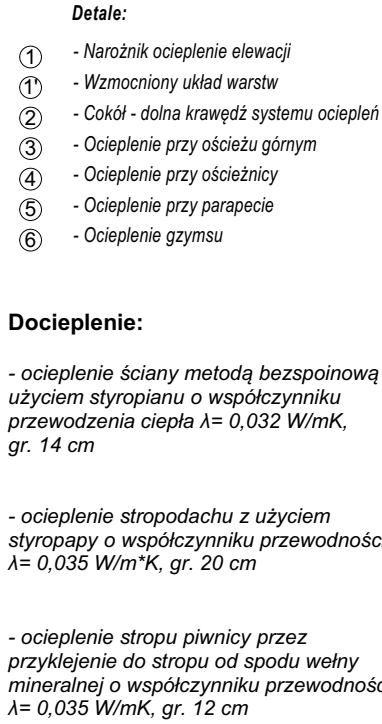 Detale:
1 - Narożnik ocieplenie elewacji
1' - Wzmocniony układ warstw
2 - Cokół - dolna krawędź systemu ociepleń
3 - Ocieplenie przy ościeżu górnym
4 - Ocieplenie przy ościeżnicy
5 - Ocieplenie przy parapecie
6 - Ocieplenie gzymsu
Docieplenie:
- ocieplenie ściany metodą bezspoinową
użyciem styropianu o współczynniku
przewodzenia ciepła λ= 0,032 W/mK,
gr. 14 cm
- ocieplenie stropodachu z użyciem
styropapy o współczynniku przewodności
λ= 0,035 W/m*K, gr. 20 cm
- ocieplenie stropu piwnicy przez
przyklejenie do stropu od spodu wełny
mineralnej o współczynniku przewodnoś
λ= 0,035 W/mK, gr. 12 cm